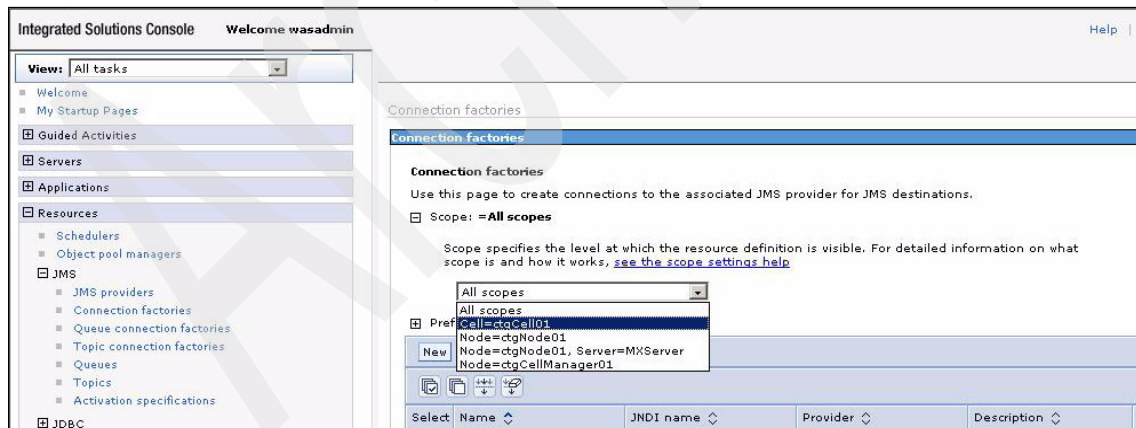 Integrated Solutions Console Welcome wasadmin
Help |
View: All tasks
Welcome
My Startup Pages
Guided Activities
Servers
Applications
Resources
Schedulers
Object pool managers
JMS
JMS providers
Connection factories
Queue connection factories
Topic connection factories
Queues
Topics
Activation specifications
JDBC
Connection factories
Connection factories
Connection factories
Use this page to create connections to the associated JMS provider for JMS destinations.
Scope: =All scopes
Scope specifies the level at which the resource definition is visible. For detailed information on what
scope is and how it works, see the scope settings help
All scopes
All scopes
Pref Cell=ctgCell01
Node=ctgNode01
New Node=ctgNode01, Server=MXServer
Node=ctgCellManager01
Select Name JNDI name Provider Description